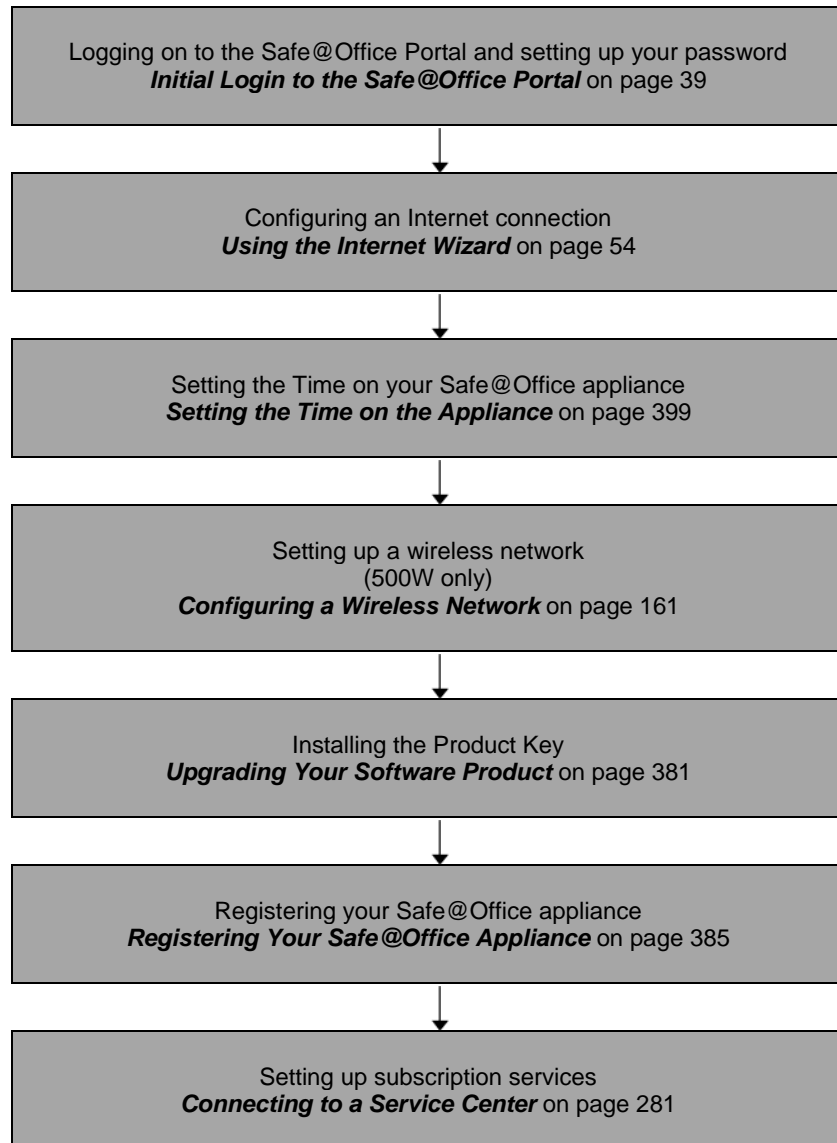 Logging on to the Safe@Office Portal and setting up your password
Initial Login to the Safe@Office Portal on page 39
Configuring an Internet connection
Using the Internet Wizard on page 54
Setting the Time on your Safe@Office appliance
Setting the Time on the Appliance on page 399
Setting up a wireless network
(500W only)
Configuring a Wireless Network on page 161
Installing the Product Key
Upgrading Your Software Product on page 381
Registering your Safe@Office appliance
Registering Your Safe@Office Appliance on page 385
Setting up subscription services
Connecting to a Service Center on page 281